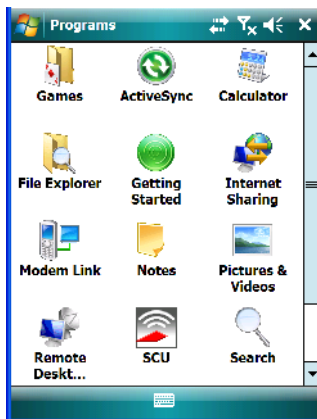 Programs
Games ActiveSync Calculator
File Explorer Getting Started Internet Sharing
Modem Link Notes Pictures & Videos
Remote Deskt... SCU Search